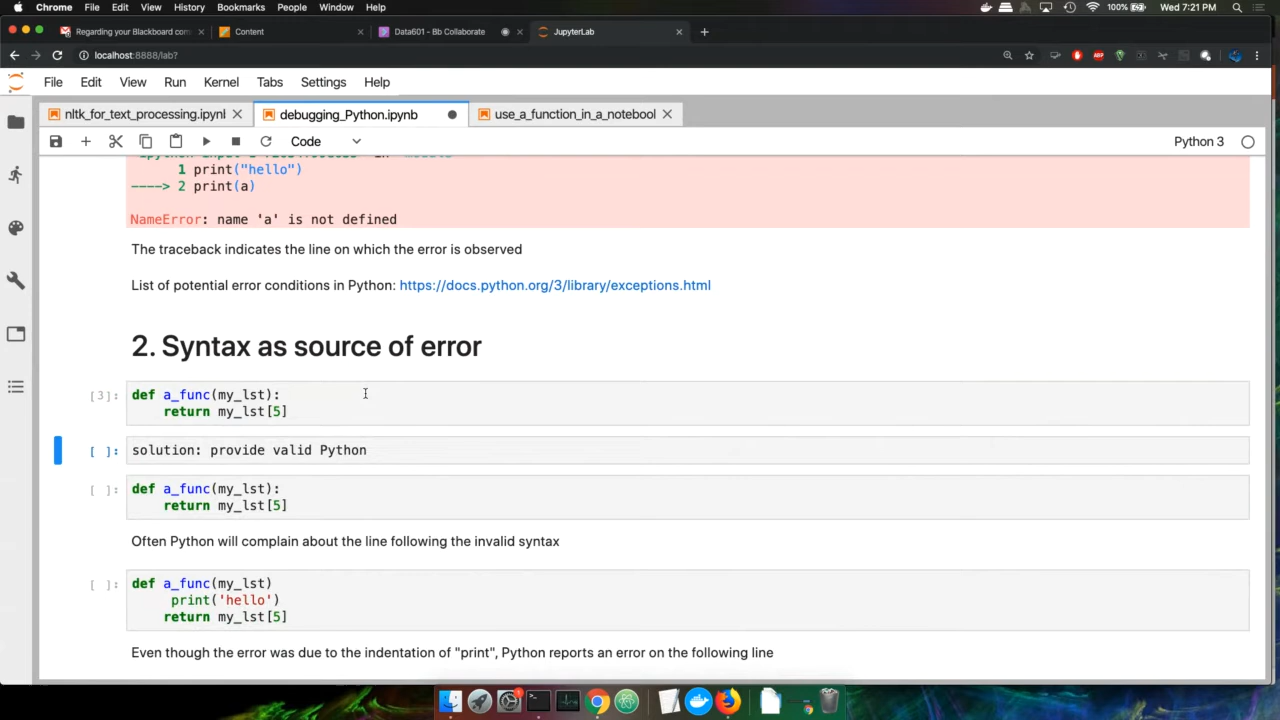 Chrome File Edit View History Bookmarks People Window Help 100% Wed 7:21 PM
Regarding your Blackboard com Content Data601 - Bb Collaborate JupyterLab
localhost:8888/lab?
File Edit View Run Kernel Tabs Settings Help
nltk_for_text_processing.ipynl debugging_Python.ipynb use_a_function_in_a_notebool
Code Python 3
1 print("hello")
----> 2 print(a)
NameError: name 'a' is not defined
The traceback indicates the line on which the error is observed
List of potential error conditions in Python: https://docs.python.org/3/library/exceptions.html
2. Syntax as source of error
[3]: def a_func(my_lst):
return my_lst[5]
[ ]: solution: provide valid Python
[ ]: def a_func(my_lst):
return my_lst[5]
Often Python will complain about the line following the invalid syntax
[ ]: def a_func(my_lst)
print('hello')
return my_lst[5]
Even though the error was due to the indentation of "print", Python reports an error on the following line